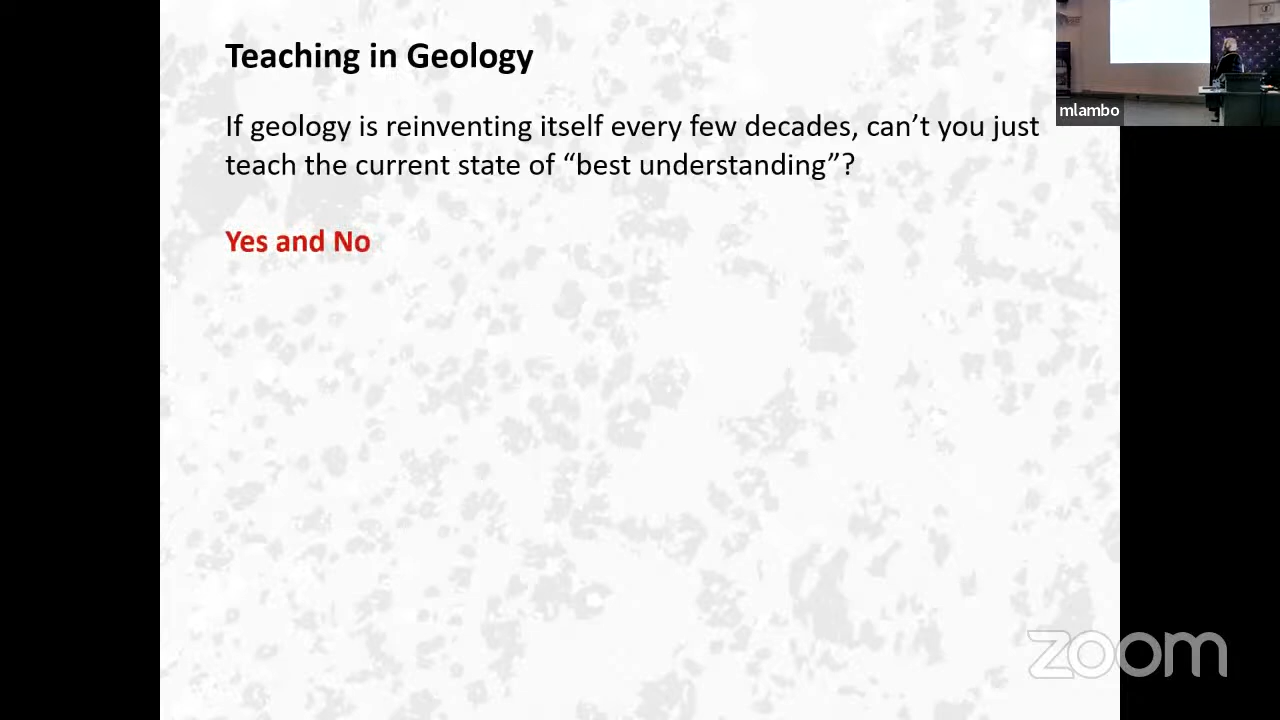 Teaching in Geology
If geology is reinventing itself every few decades, can’t you just
teach the current state of “best understanding”?
Yes and No
mlambo
zoom